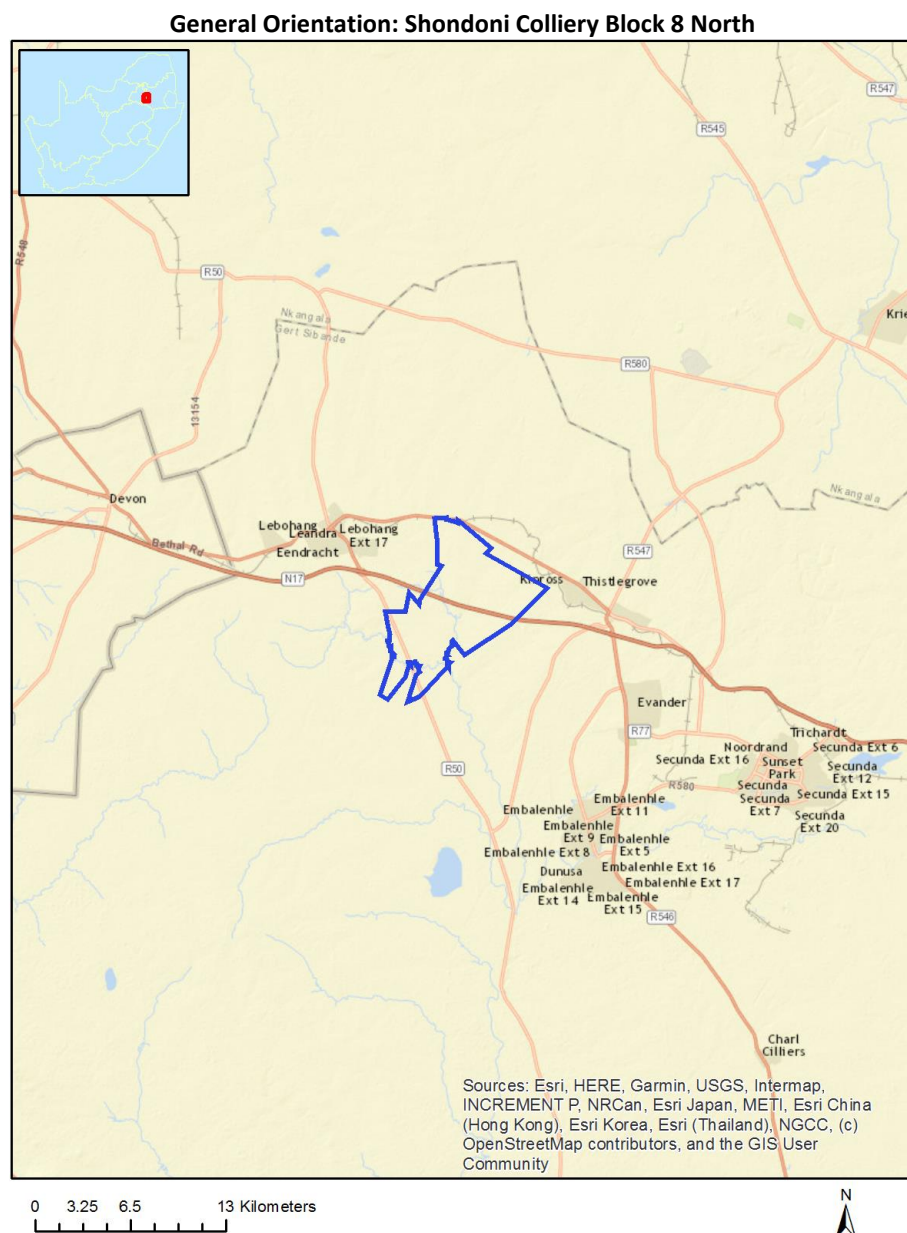 General Orientation: Shondoni Colliery Block 8 North
R547
R545
R548
R50
Nkangala
Gert Sibande
Krie
R580
13154
Nkangala
Devon
Lebohang
Leandra
Lebohang
Ext 17
Eendracht
Bethal Rd
N17
R547
Kinross
Thistlegrove
Evander
R77
Trichardt
Noordrand
Secunda Ext 6
Secunda Ext 16
Sunset
Park
Secunda
Ext 12
R50
R580
Secunda
Secunda
Ext 7
Secunda Ext 15
Secunda
Ext 20
Embalenhle
Embalenhle
Ext 11
Embalenhle
Ext 9
Embalenhle
Ext 5
Embalenhle Ext 8
Embalenhle Ext 16
Dunusa
Embalenhle Ext 17
Embalenhle
Ext 14
Embalenhle
Ext 15
R546
Charl
Cilliers
Sources: Esri, HERE, Garmin, USGS, Intermap,
INCREMENT P, NRCan, Esri Japan, METI, Esri China
(Hong Kong), Esri Korea, Esri (Thailand), NGCC, (c)
OpenStreetMap contributors, and the GIS User
Community
0 3.25 6.5 13 Kilometers
N